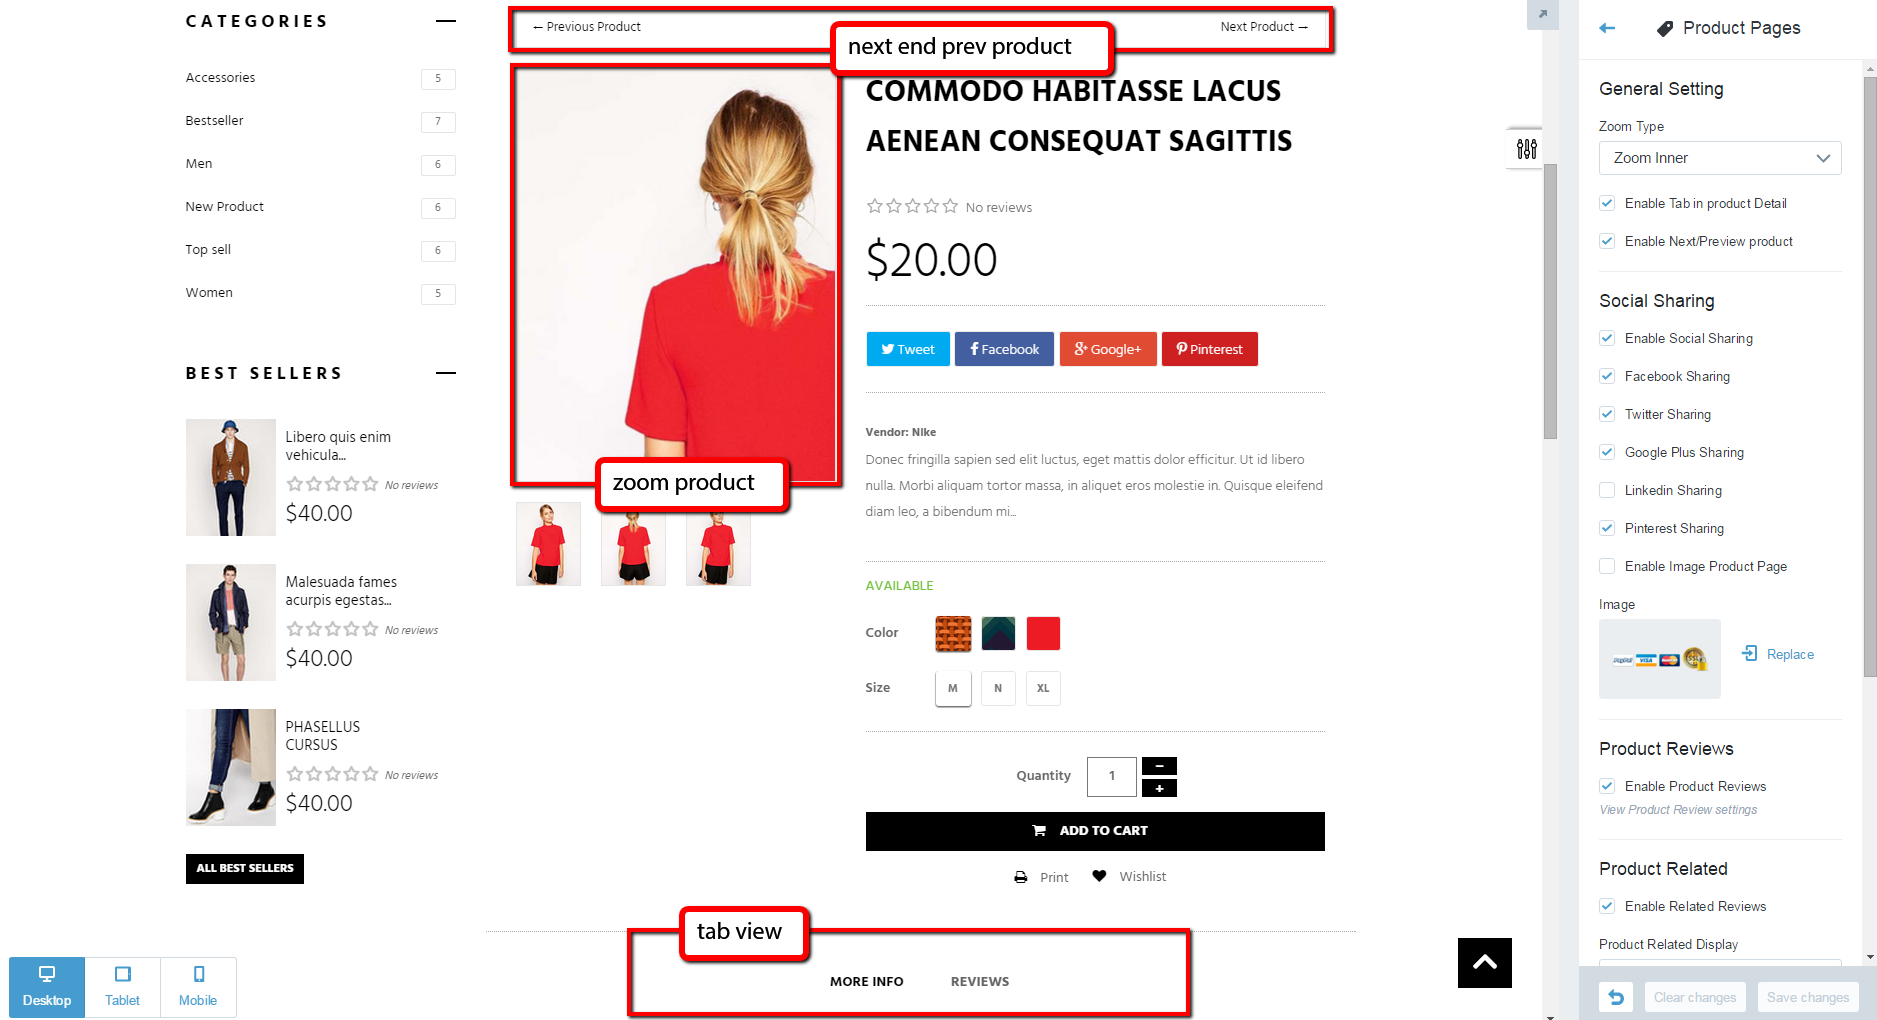 CATEGORIES
Accessories 5
Bestseller 7
Men 6
New Product 6
Top sell 6
Women 5
BEST SELLERS
Libero quis enim
vehicula...
No reviews
$40.00
Malesuada fames
acurpis egestas...
No reviews
$40.00
PHASELLUS
CURSUS
No reviews
$40.00
ALL BEST SELLERS
Desktop
Tablet
Mobile
← Previous Product
Next Product →
next end prev product
zoom product
COMMODO HABITASSE LACUS
AENEAN CONSEQUAT SAGITTIS
No reviews
$20.00
Tweet
Facebook
Google+
Pinterest
Vendor: Nike
Donec fringilla sapien sed elit luctus, eget mattis dolor efficitur. Ut id libero
nulla. Morbi aliquam tortor massa, in aliquet eros molestie in. Quisque eleifend
diam leo, a bibendum mi...
AVAILABLE
Color
Size M N XL
Quantity 1 - +
ADD TO CART
Print
Wishlist
tab view
MORE INFO
REVIEWS
Product Pages
General Setting
Zoom Type
Zoom Inner
Enable Tab in product Detail
Enable Next/Preview product
Social Sharing
Enable Social Sharing
Facebook Sharing
Twitter Sharing
Google Plus Sharing
Linkedin Sharing
Pinterest Sharing
Enable Image Product Page
Image
PayPal VISA
Replace
Product Reviews
Enable Product Reviews
View Product Review settings
Product Related
Enable Related Reviews
Product Related Display
Clear changes
Save changes